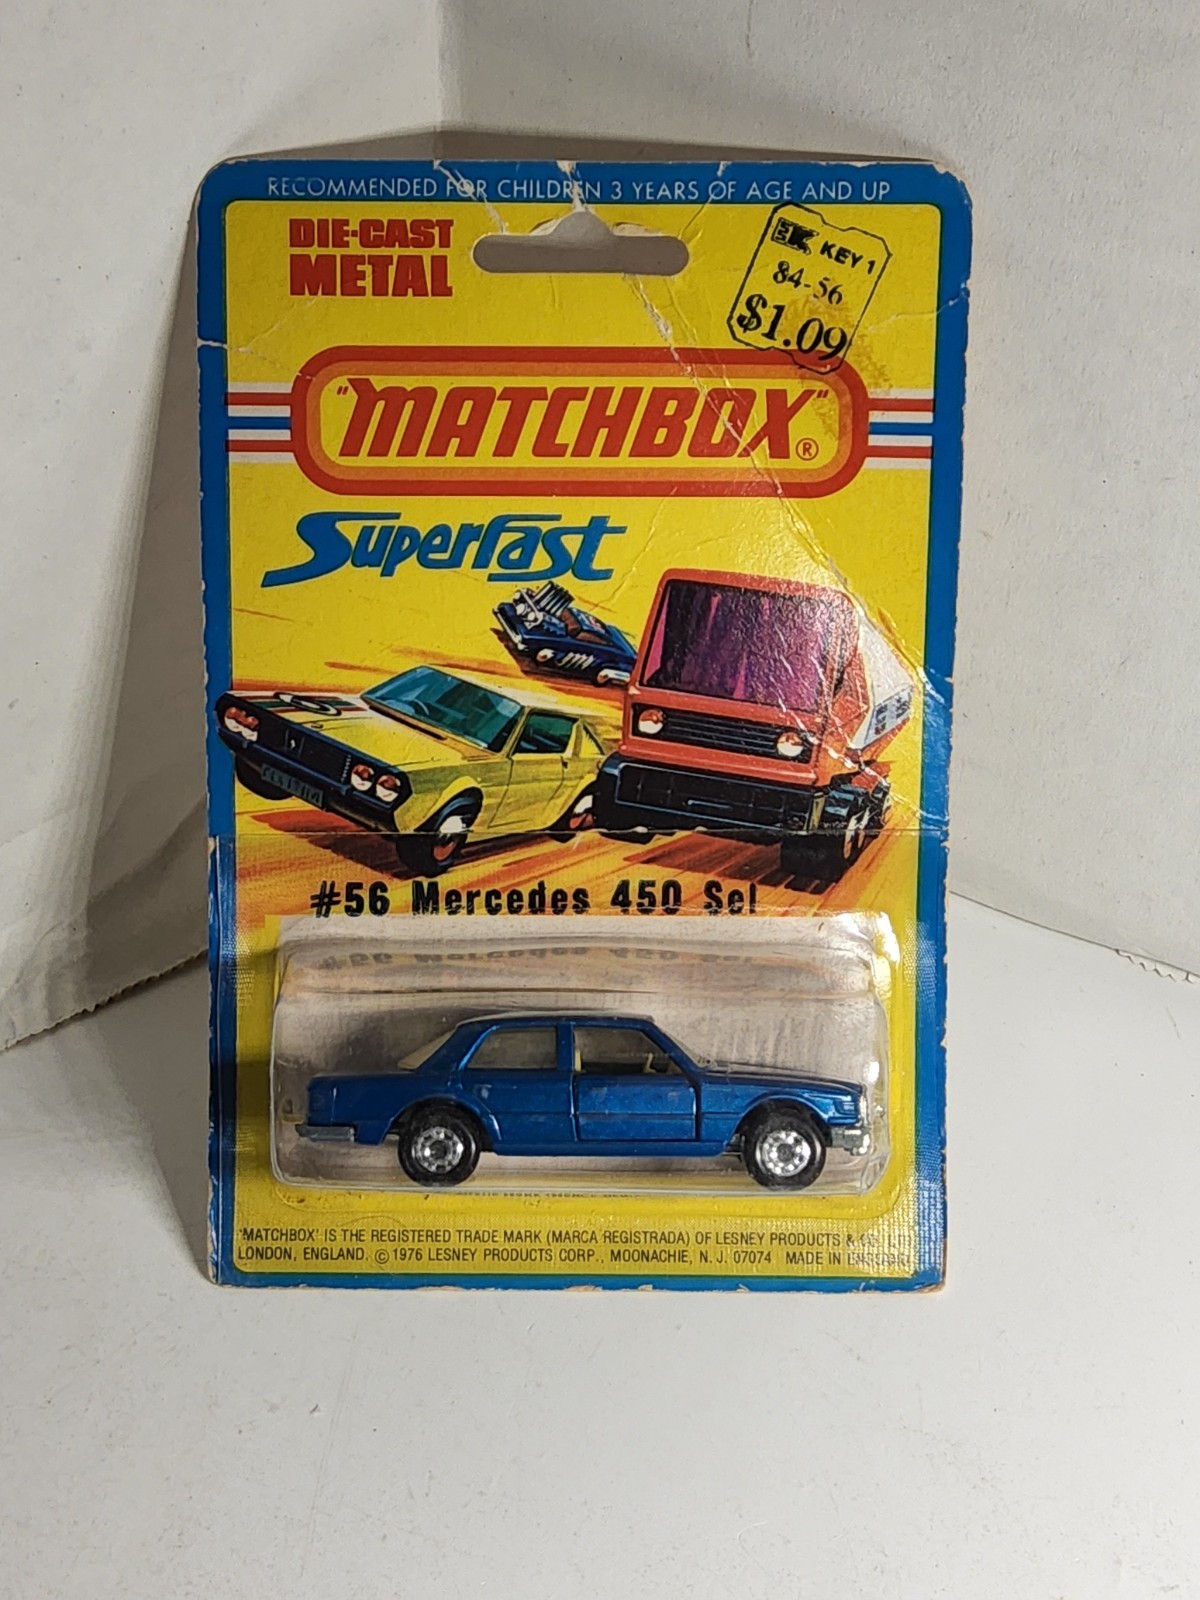 RECOMMENDED FOR CHILDREN 3 YEARS OF AGE AND UP
DIE-CAST
METAL
KEY 1
84-56
$1.09
"MATCHBOX"®
Superfast
#56 Mercedes 450 Sel
'MATCHBOX' IS THE REGISTERED TRADE MARK (MARCA REGISTRADA) OF LESNEY PRODUCTS &
LONDON, ENGLAND. © 1976 LESNEY PRODUCTS CORP., MOONACHIE, N. J. 07074 MADE IN ENGLAND